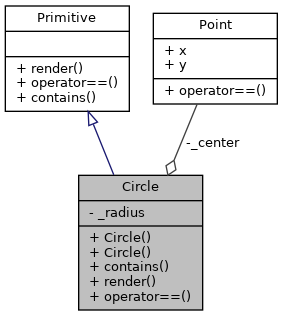 Primitive
+ render()
+ operator==()
+ contains()
Point
+ x
+ y
+ operator==()
-_center
Circle
- _radius
+ Circle()
+ Circle()
+ contains()
+ render()
+ operator==()